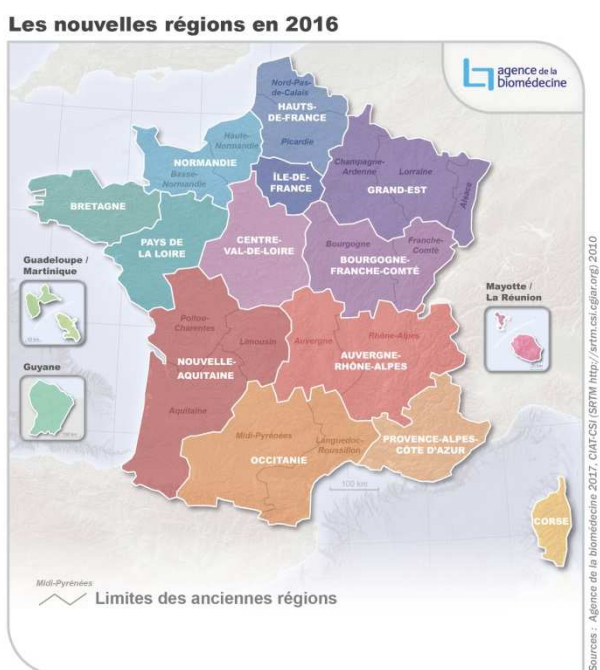 Les nouvelles régions en 2016
agence de la
biomédecine
Nord-Pas-
de-Calais
HAUTS-
DE-FRANCE
Picardie
Haute-
Normandie
NORMANDIE
Basse-
Normandie
ÎLE-DE-
FRANCE
Champagne-
Ardenne
Lorraine
Alsace
GRAND-EST
BRETAGNE
PAYS DE
LA LOIRE
CENTRE-
VAL-DE-LOIRE
Bourgogne
Franche-
Comté
BOURGOGNE-
FRANCHE-COMTÉ
Guadeloupe /
Martinique
Mayotte /
La Réunion
Poitou-
Charentes
Limousin
Auvergne
Rhône-Alpes
NOUVELLE-
AQUITAINE
AUVERGNE-
RHÔNE-ALPES
Guyane
Aquitaine
Midi-Pyrénées
Languedoc-
Roussillon
OCCITANIE
PROVENCE-ALPES-
CÔTE D'AZUR
100 km
CORSE
Midi-Pyrénées
Limites des anciennes régions
Sources : Agence de la biomédecine 2017, CIAT-CSI (SRTM http://srtm.csi.cgiar.org) 2010